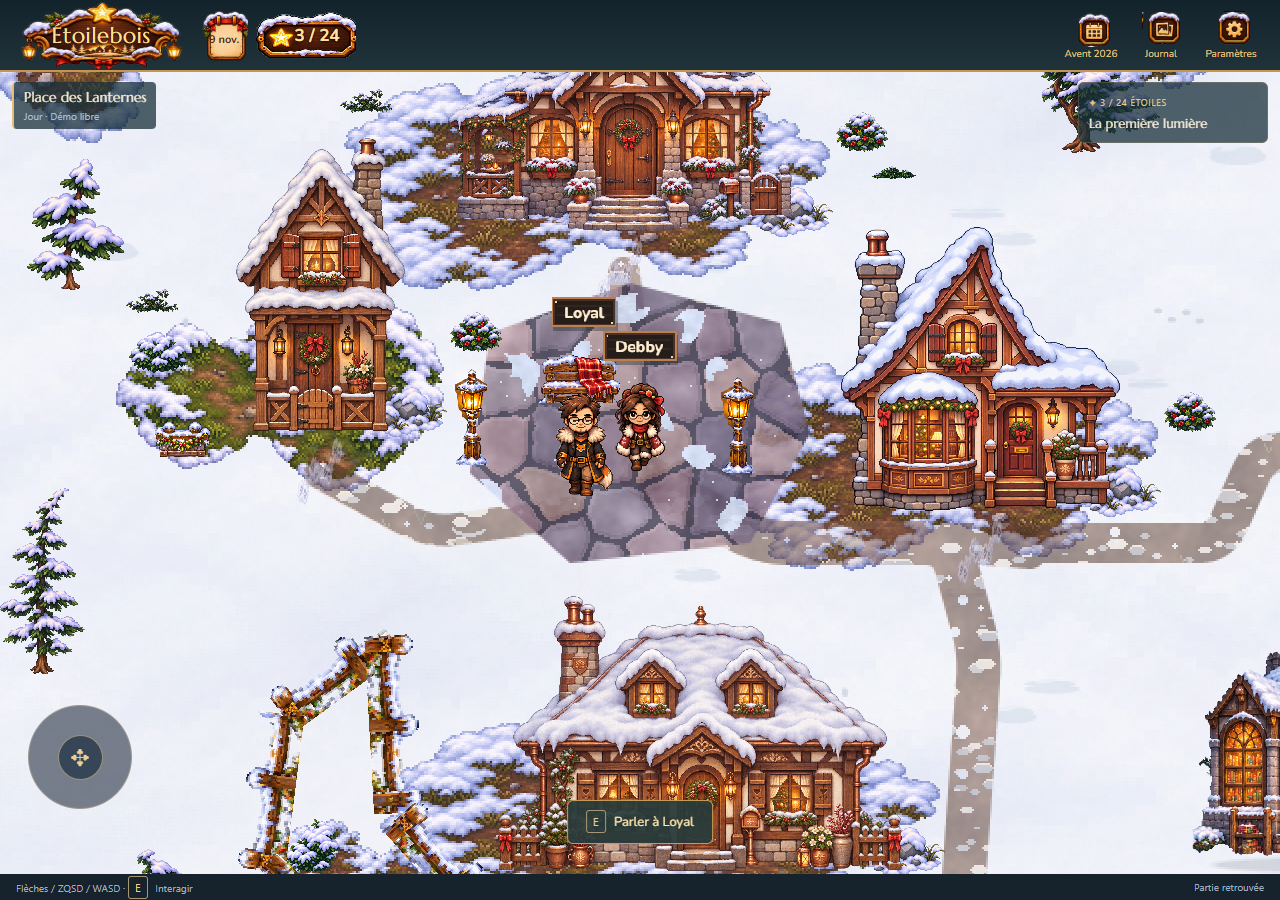 Etoilebois
9 nov.
3 / 24
Avent 2026
Journal
Paramètres
Place des Lanternes
Jour · Démo libre
✦ 3 / 24 ÉTOILES
La première lumière
Loyal
Debby
E Parler à Loyal
Flèches / ZQSD / WASD · E Interagir
Partie retrouvée